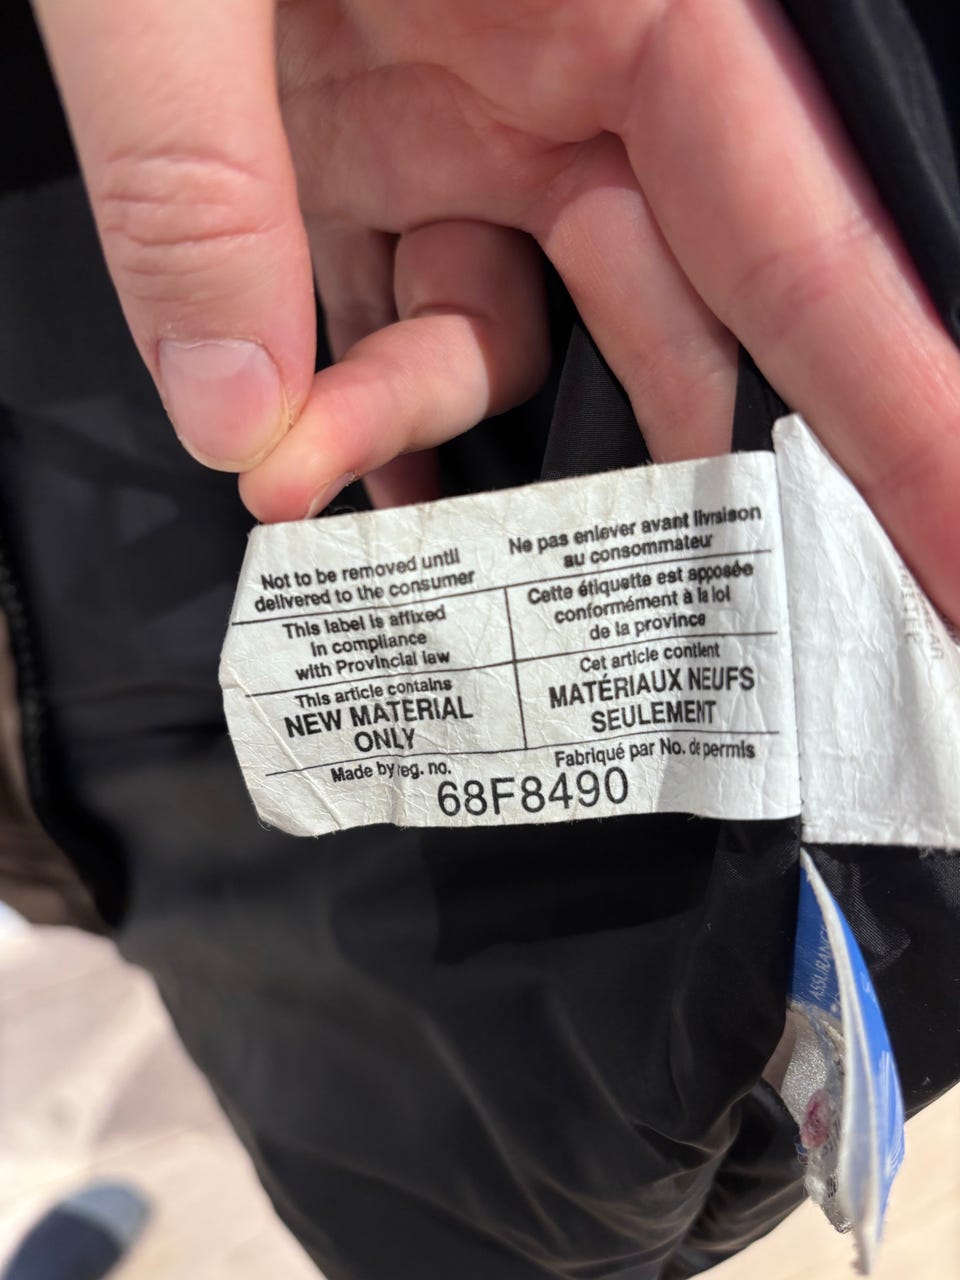 Not to be removed until
delivered to the consumer
Ne pas enlever avant livraison
au consommateur
This label is affixed
in compliance
with Provincial law
Cette étiquette est apposée
conformément à la loi
de la province
This article contains
NEW MATERIAL
ONLY
Cet article contient
MATÉRIAUX NEUFS
SEULEMENT
Made by reg. no.
Fabriqué par No. de permis
68F8490